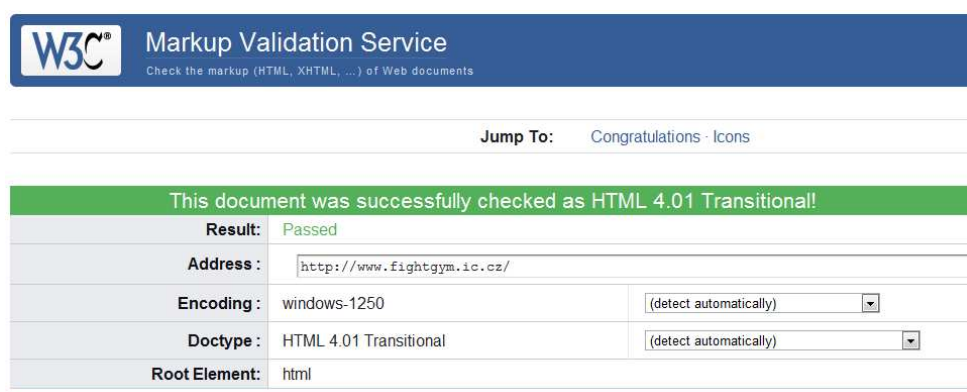 W3C®
Markup Validation Service
Check the markup (HTML, XHTML, ...) of Web documents
Jump To: Congratulations · Icons
This document was successfully checked as HTML 4.01 Transitional!
Result: Passed
Address : http://www.fightgym.ic.cz/
Encoding : windows-1250 (detect automatically)
Doctype : HTML 4.01 Transitional (detect automatically)
Root Element: html